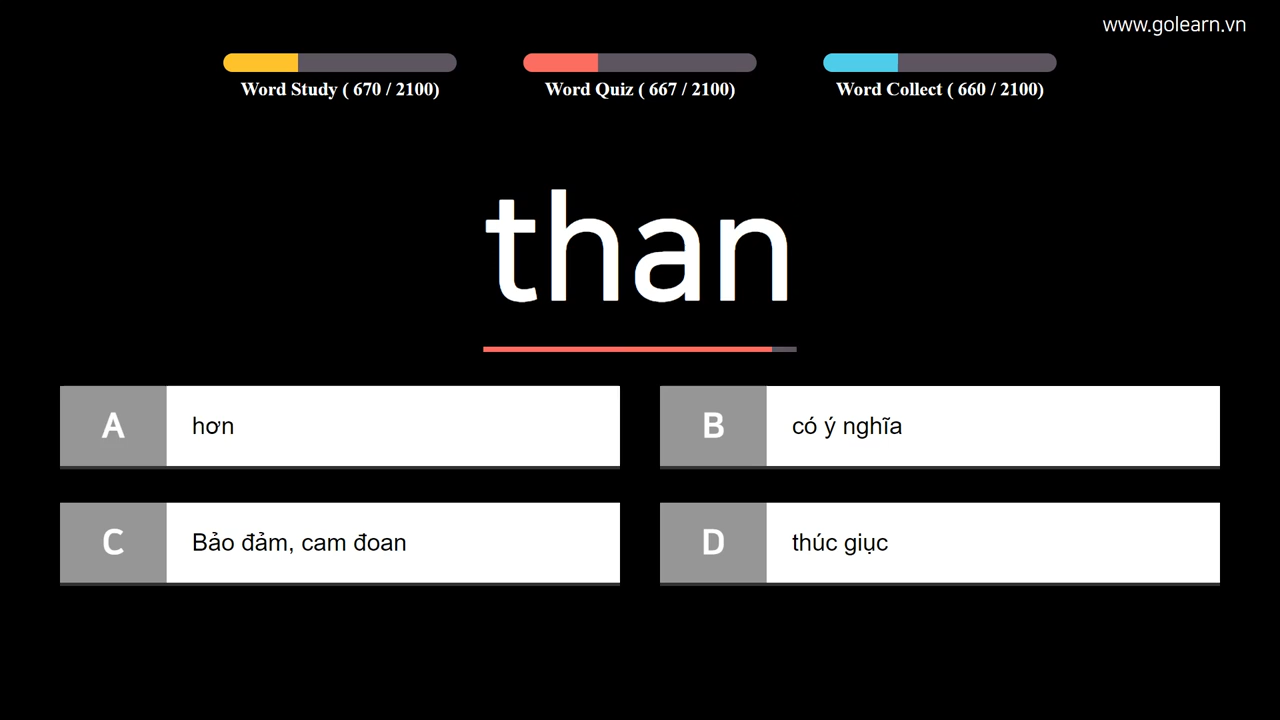 www.golearn.vn
Word Study ( 670 / 2100)
Word Quiz ( 667 / 2100)
Word Collect ( 660 / 2100)
than
A hơn
B có ý nghĩa
C Bảo đảm, cam đoan
D thúc giục